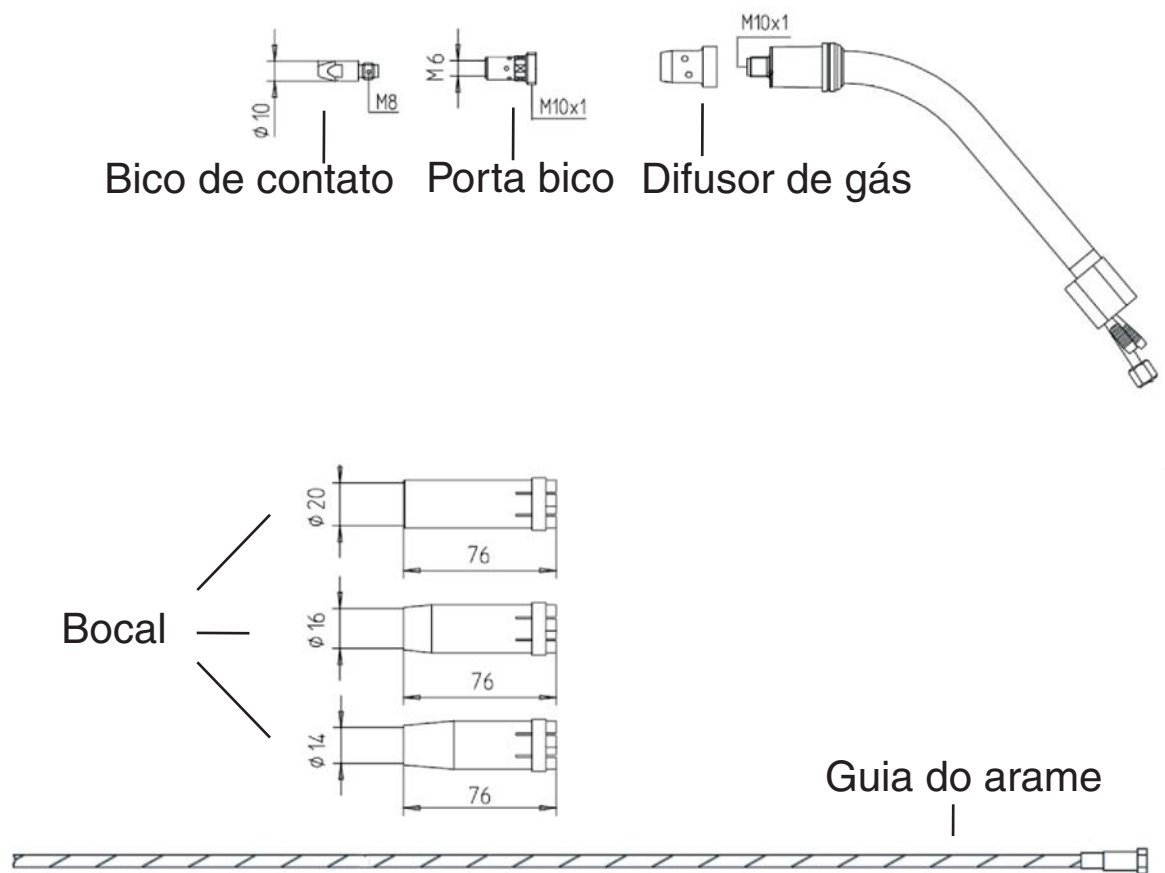 M10x1
M6
M8
ø 10
M10x1
Bico de contato
Porta bico
Difusor de gás
ø 20
76
Bocal
ø 16
76
ø 14
76
Guia do arame